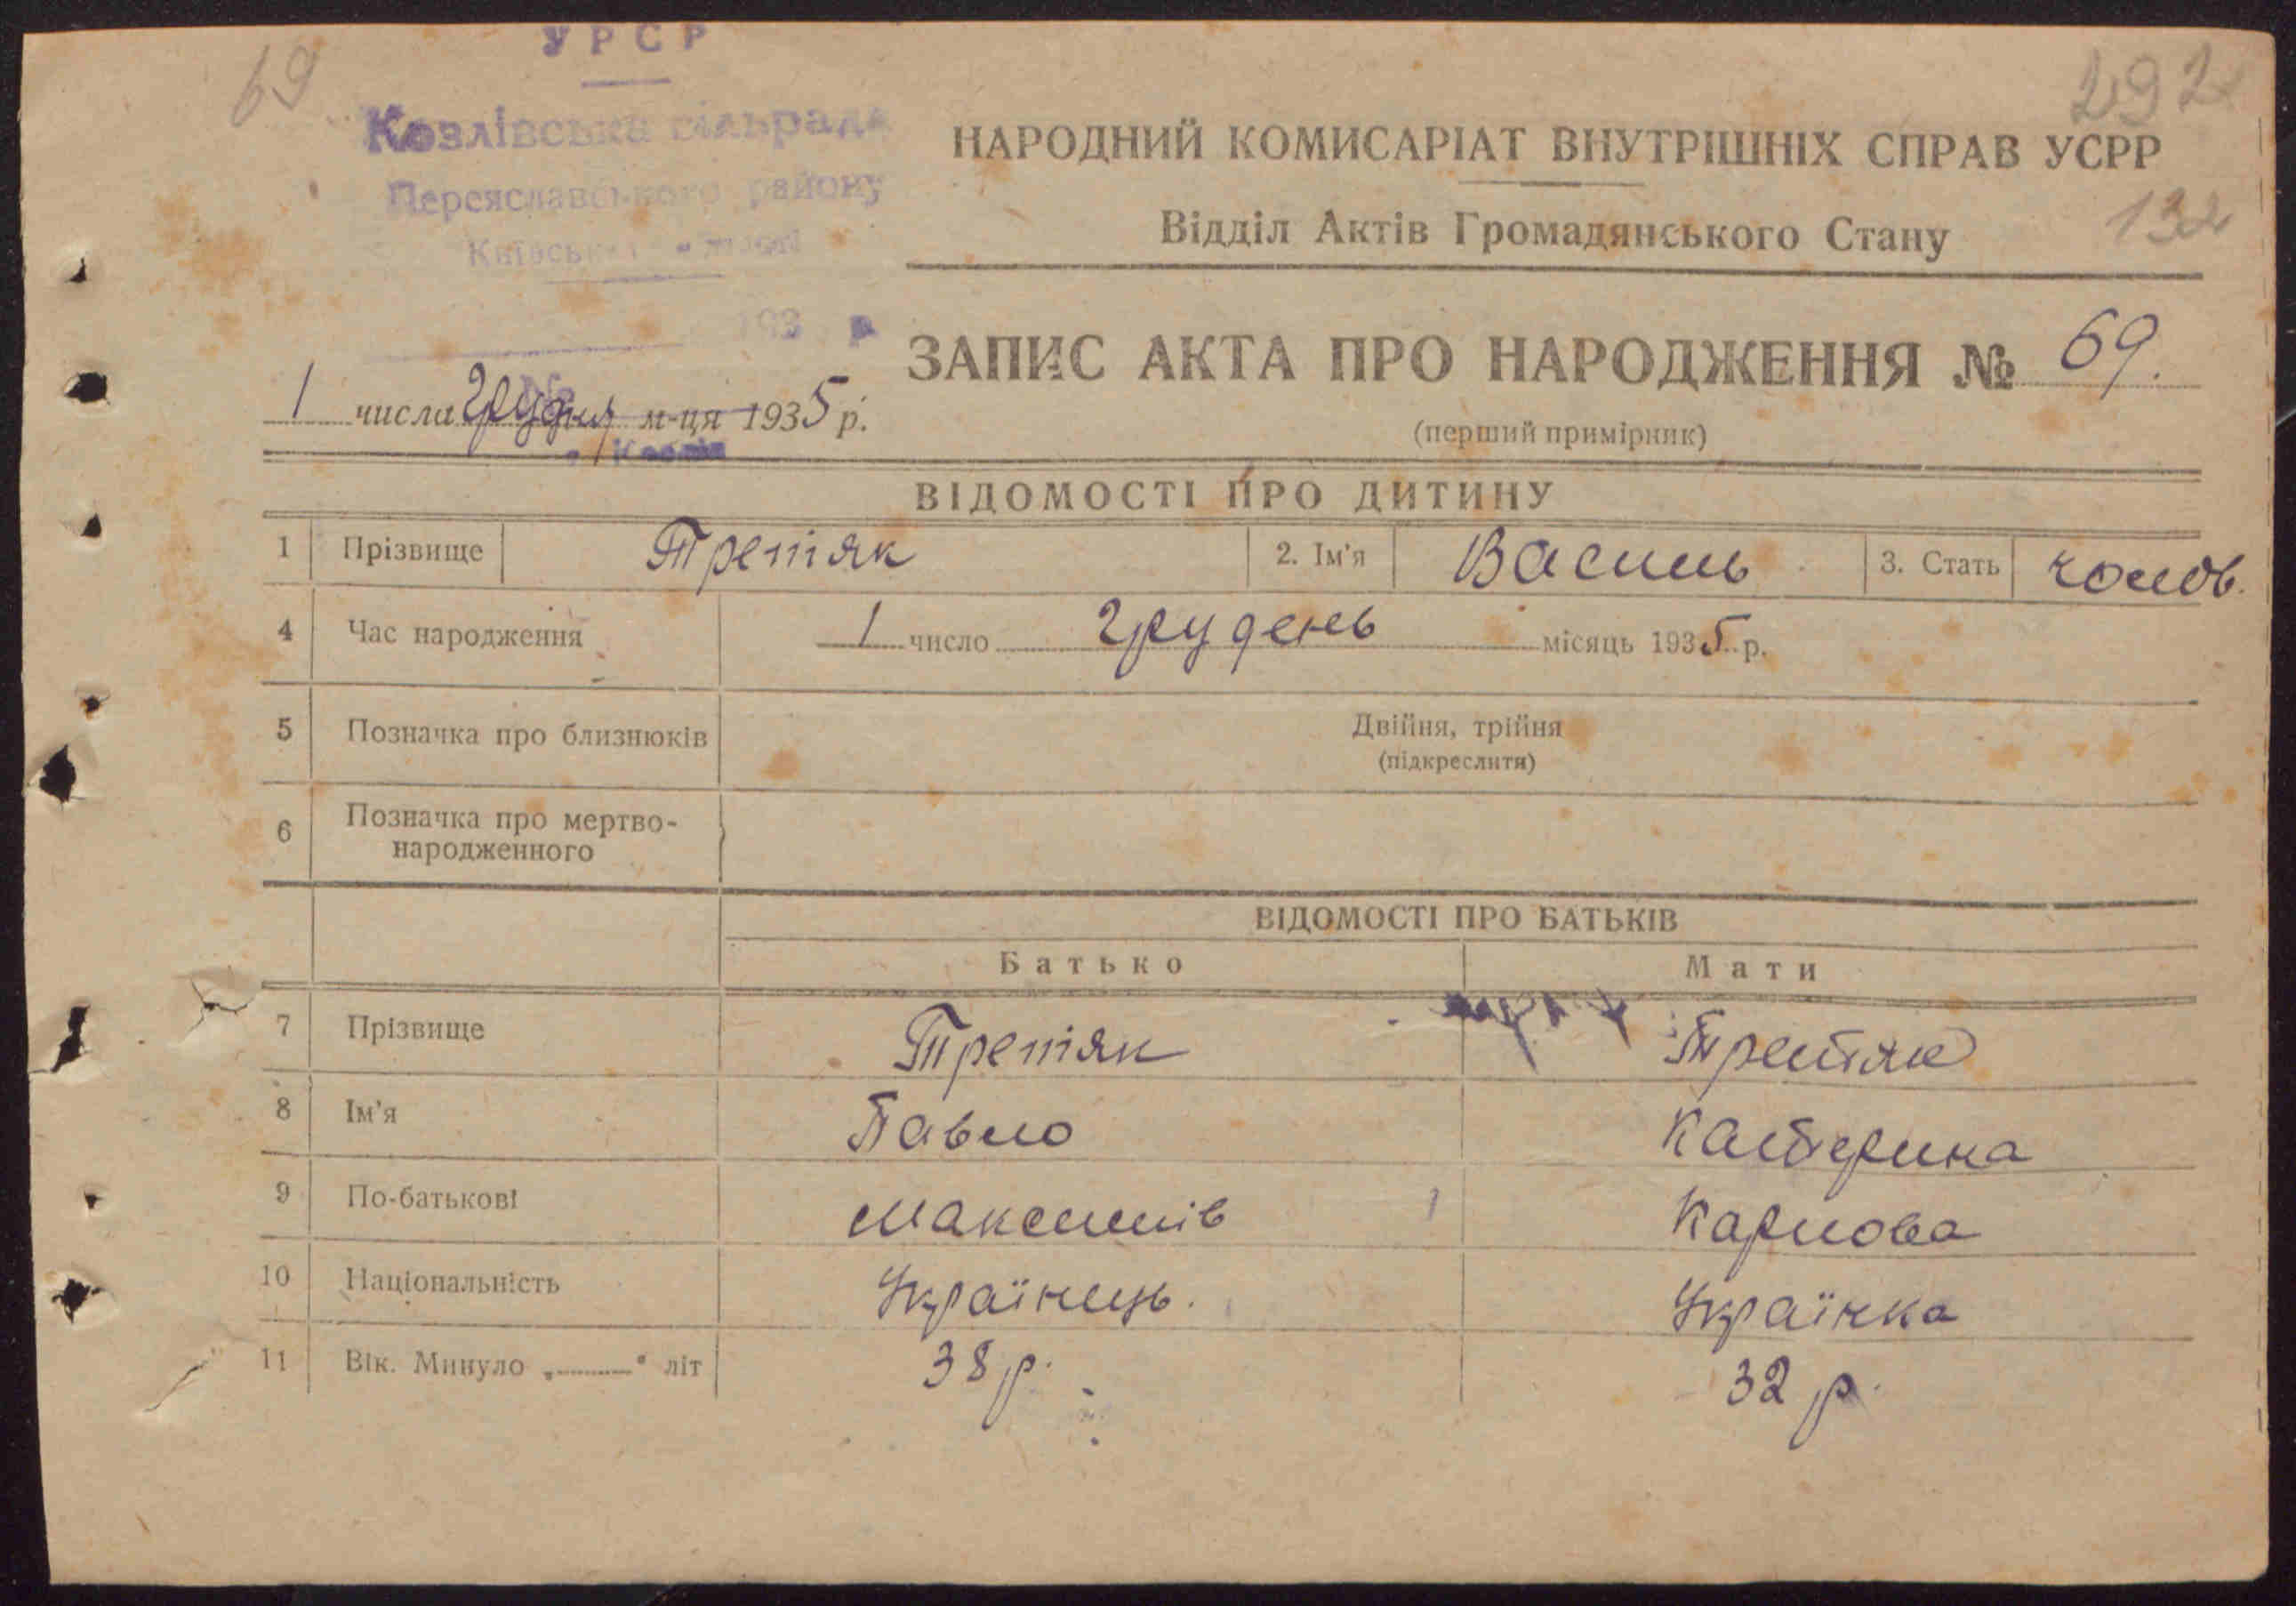 69
УРСР
292
Козлівська сільрада
Переяславського району
Київської області
НАРОДНИЙ КОМИСАРІАТ ВНУТРІШНІХ СПРАВ УСРР
Відділ Актів Громадянського Стану
132
193 р
ЗАПИС АКТА ПРО НАРОДЖЕННЯ № 69.
(перший примірник)
1 числа грудня м-ця 1935 р.
Козлів
ВІДОМОСТІ ПРО ДИТИНУ
1 Прізвище Третяк 2. Ім'я Василь 3. Стать чолов.
4 Час народження 1 число грудень місяць 1935 р.
5 Позначка про близнюків Двійня, трійня
(підкреслити)
6 Позначка про мертво-
народженного
ВІДОМОСТІ ПРО БАТЬКІВ
Батько Мати
7 Прізвище Третяк Третяк
8 Ім'я Павло Катерина
9 По-батькові Максимів Карпова
10 Національність Українець. Українка
11 Вік. Минуло „ “ літ 38 р. 32 р.